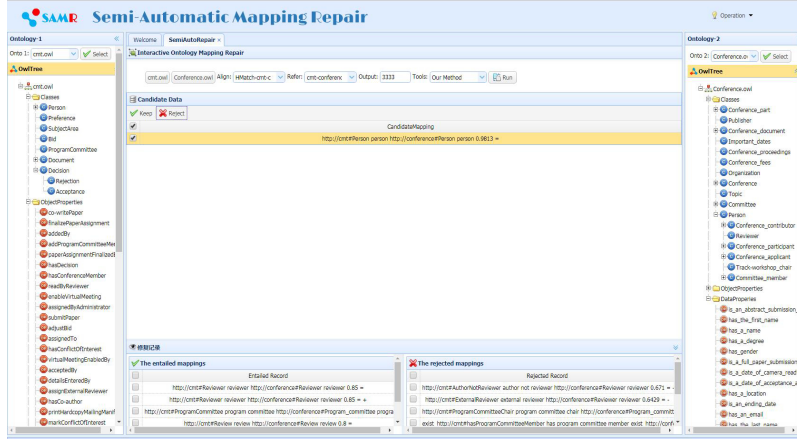 SAMR Semi-Automatic Mapping Repair
Operation
Ontology-1
Onto 1: cmt.owl Select
OwlTree
cmt.owl
Classes
Person
Preference
SubjectArea
Bid
ProgramCommittee
Document
Decision
Rejection
Acceptance
ObjectProperties
co-writePaper
finalizePaperAssignment
addedBy
addProgramCommitteeMe
paperAssignmentFinalized
hasDecision
hasConferenceMember
readByReviewer
enableVirtualMeeting
assignedByAdministrator
submitPaper
adjustBid
assignedTo
hasConflictOfInterest
virtualMeetingEnabledBy
acceptedBy
detailsEnteredBy
assignExternalReviewer
hasCo-author
printHardcopyMailingManif
markConflictOfInterest
Welcome SemiAutoRepair ×
Interactive Ontology Mapping Repair
cmt.owl Conference.owl Align: HMatch-cmt-c Refer: cmt-conferenc Output: 3333 Tools: Our Method Run
Candidate Data
Keep Reject
CandidateMapping
http://cmt#Person person http://conference#Person person 0.9813 =
修期记录
The entailed mappings
Entailed Record
http://cmt#Reviewer reviewer http://conference#Reviewer reviewer 0.85 =
http://cmt#Reviewer reviewer http://conference#Reviewer reviewer 0.85 = +
http://cmt#ProgramCommittee program committee http://conference#Program_committee progra
http://cmt#Review review http://conference#Review review 0.8 =
The rejected mappings
Rejected Record
http://cmt#AuthorNotReviewer author not reviewer http://conference#Reviewer reviewer 0.671 = -
http://cmt#ExternalReviewer external reviewer http://conference#Reviewer reviewer 0.6429 = -
http://cmt#ProgramCommitteeChair program committee chair http://conference#Program_committ
exist http://cmt#hasProgramCommitteeMember has program committee member exist http://conf
Ontology-2
Onto 2: Conference.o Select
OwlTree
Conference.owl
Classes
Conference_part
Publisher
Conference_document
Important_dates
Conference_proceedings
Conference_fees
Organization
Conference
Topic
Committee
Person
Conference_contributor
Reviewer
Conference_participant
Conference_applicant
Track-workshop_chair
Committee_member
ObjectProperties
DataProperies
is_an_abstract_submission_
has_the_first_name
has_a_name
has_a_degree
has_gender
is_a_full_paper_submission
is_a_date_of_camera_read
is_a_date_of_acceptance_a
has_a_location
is_an_ending_date
has_an_email
has_the_last_name